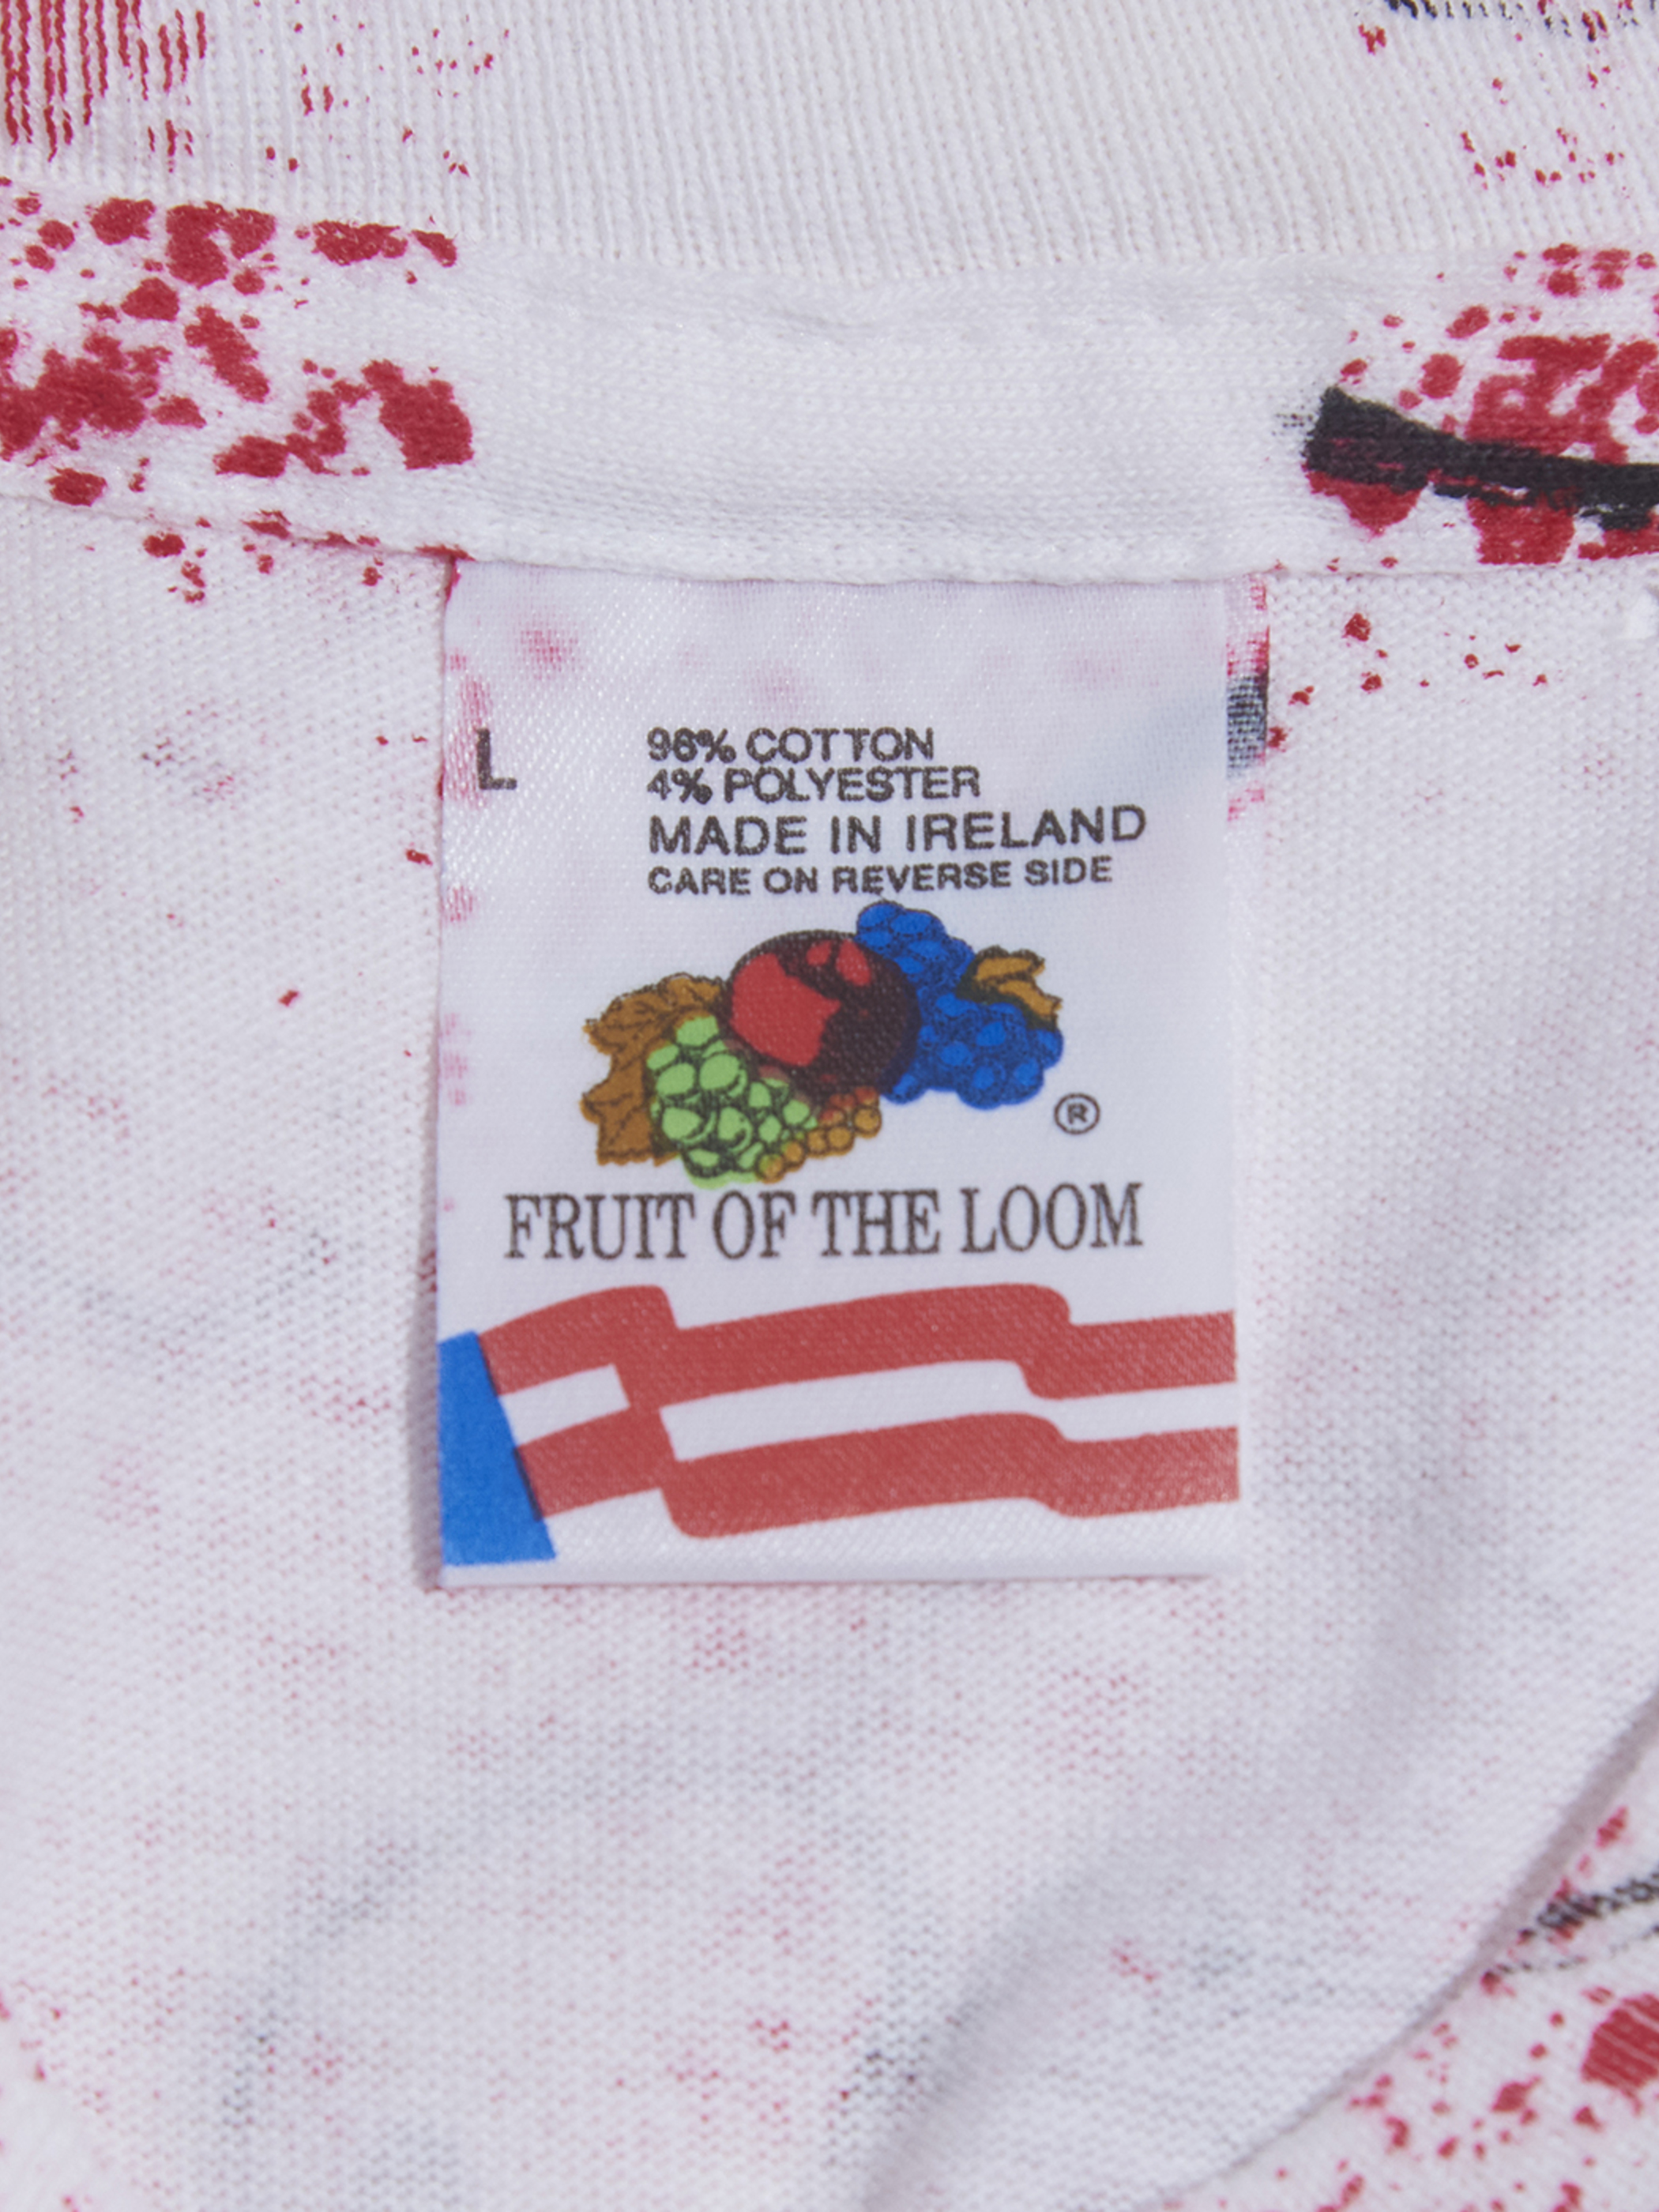 L
96% COTTON
4% POLYESTER
MADE IN IRELAND
CARE ON REVERSE SIDE
®
FRUIT OF THE LOOM